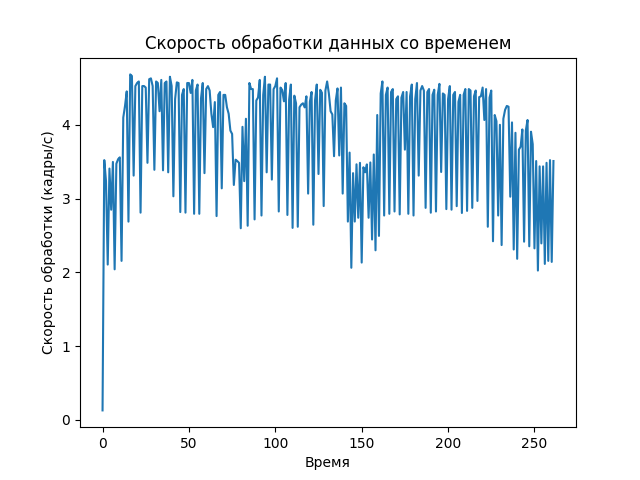 Скорость обработки данных со временем
Скорость обработки (кадры/с)
4
3
2
1
0
0 50 100 150 200 250
Время